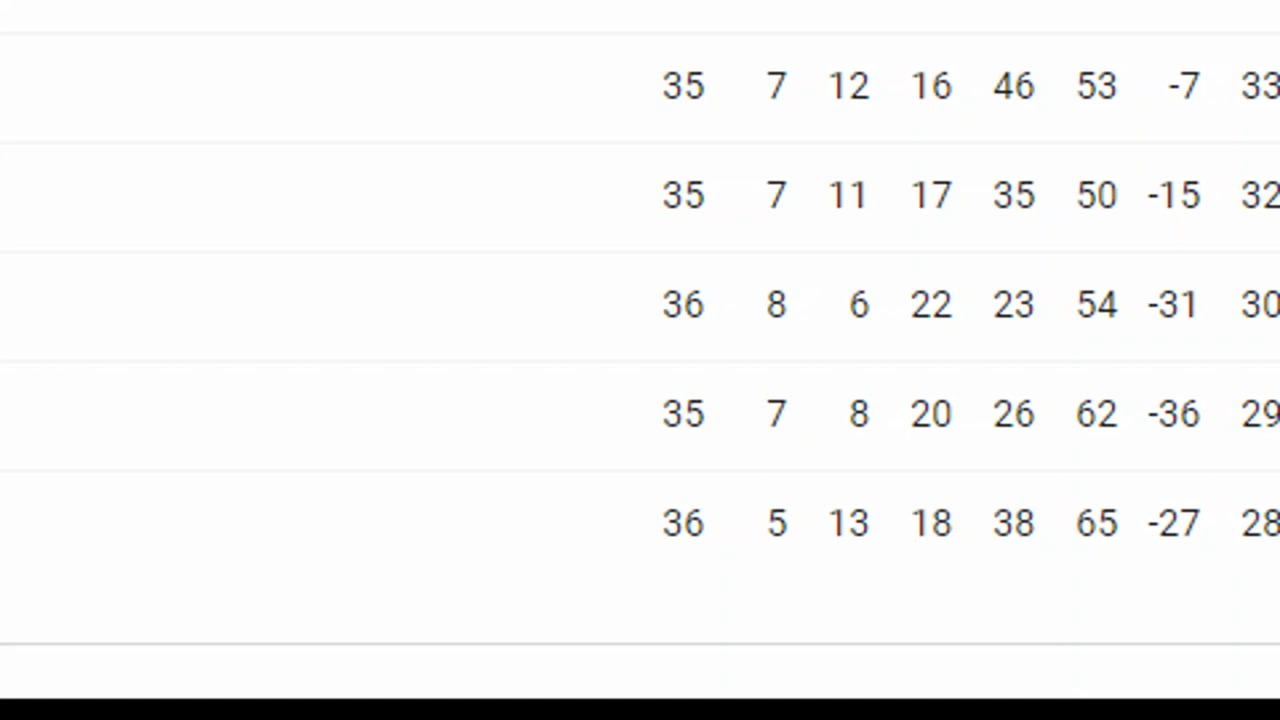 35 7 12 16 46 53 -7 33
35 7 11 17 35 50 -15 32
36 8 6 22 23 54 -31 30
35 7 8 20 26 62 -36 29
36 5 13 18 38 65 -27 28